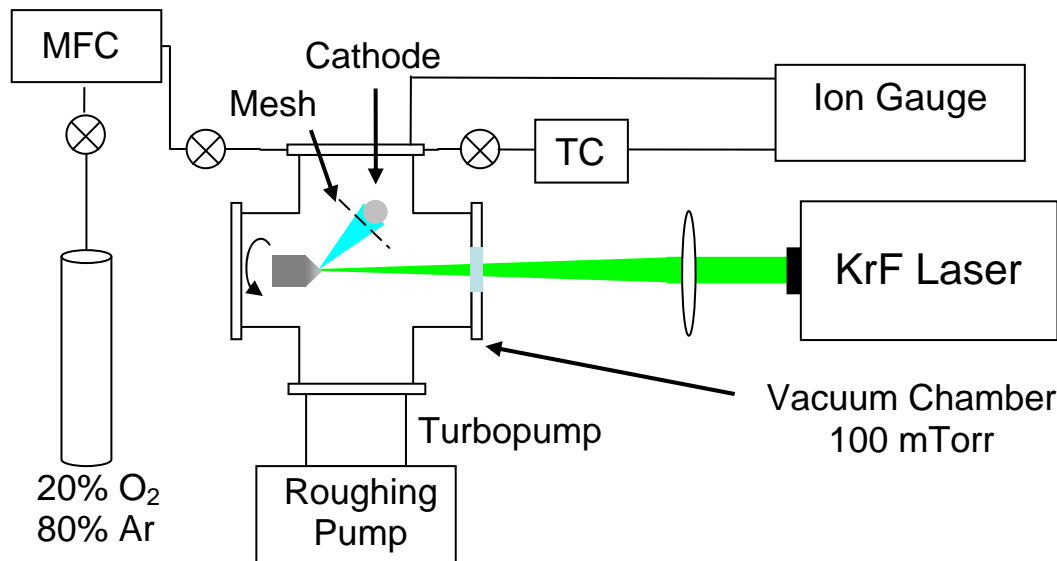 MFC
Cathode
Mesh
Ion Gauge
TC
KrF Laser
Vacuum Chamber
100 mTorr
Turbopump
Roughing
Pump
20% O₂
80% Ar